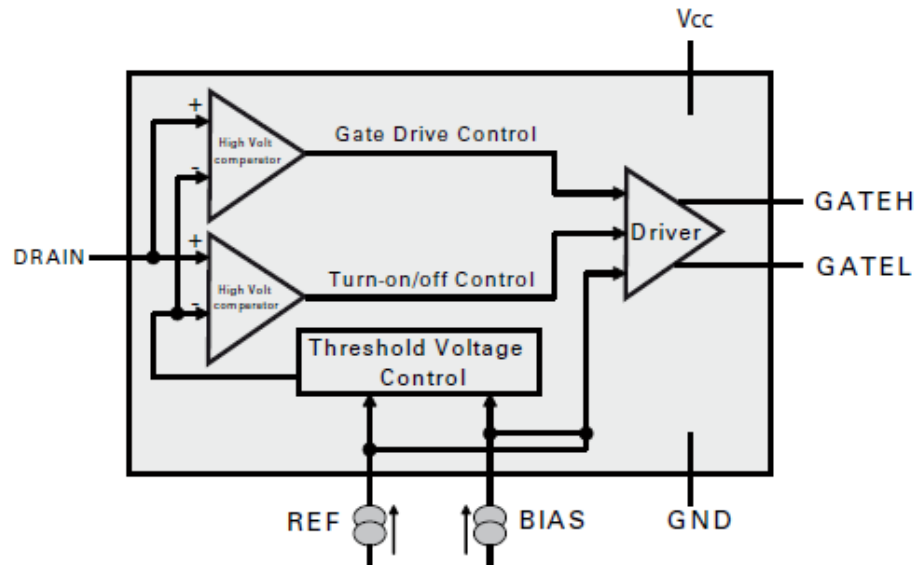 Vcc
+
High Volt
comperator
-
Gate Drive Control
GATEH
Driver
GATEL
DRAIN
+
High Volt
comperator
-
Turn-on/off Control
Threshold Voltage
Control
REF
BIAS
GND